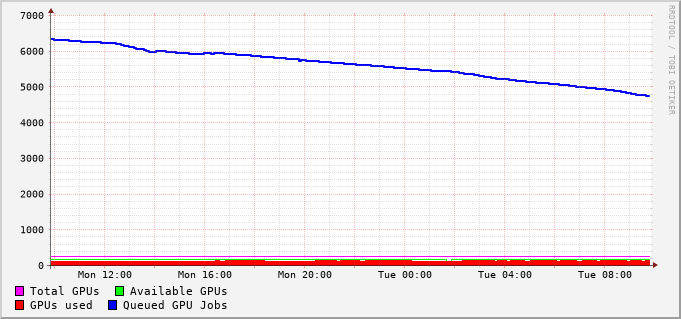 7000
6000
5000
4000
3000
2000
1000
0
Mon 12:00 Mon 16:00 Mon 20:00 Tue 00:00 Tue 04:00 Tue 08:00
Total GPUs Available GPUs
GPUs used Queued GPU Jobs
RRDTOOL / TOBI OETIKER